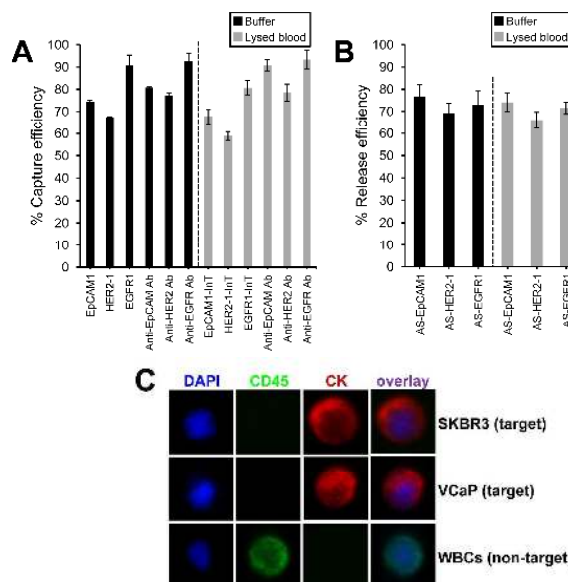 Buffer
Lysed blood
A
% Capture efficiency
100
90
80
70
60
50
40
30
20
10
0
EpCAM1
HER2-1
EGFR1
Anti-EpCAM Ab
Anti-HER2 Ab
Anti-EGFR Ab
EpCAM1-InT
HER2-1-InT
EGFR1-InT
Anti-EpCAM Ab
Anti-HER2 Ab
Anti-EGFR Ab
Buffer
Lysed blood
B
% Release efficiency
100
90
80
70
60
50
40
30
20
10
0
AS-EpCAM1
AS-HER2-1
AS-EGFR1
AS-EpCAM1
AS-HER2-1
AS-EGFR1
C
DAPI CD45 CK overlay
SKBR3 (target)
VCaP (target)
WBCs (non-target